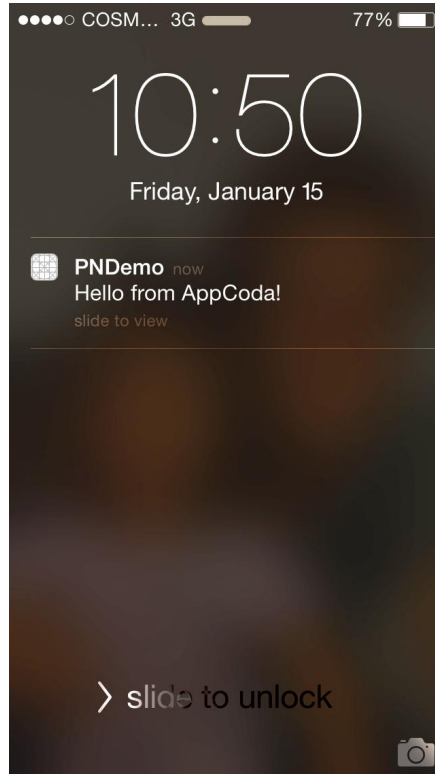 COSM... 3G 77%
10:50
Friday, January 15
PNDemo now
Hello from AppCoda!
slide to view
slide to unlock